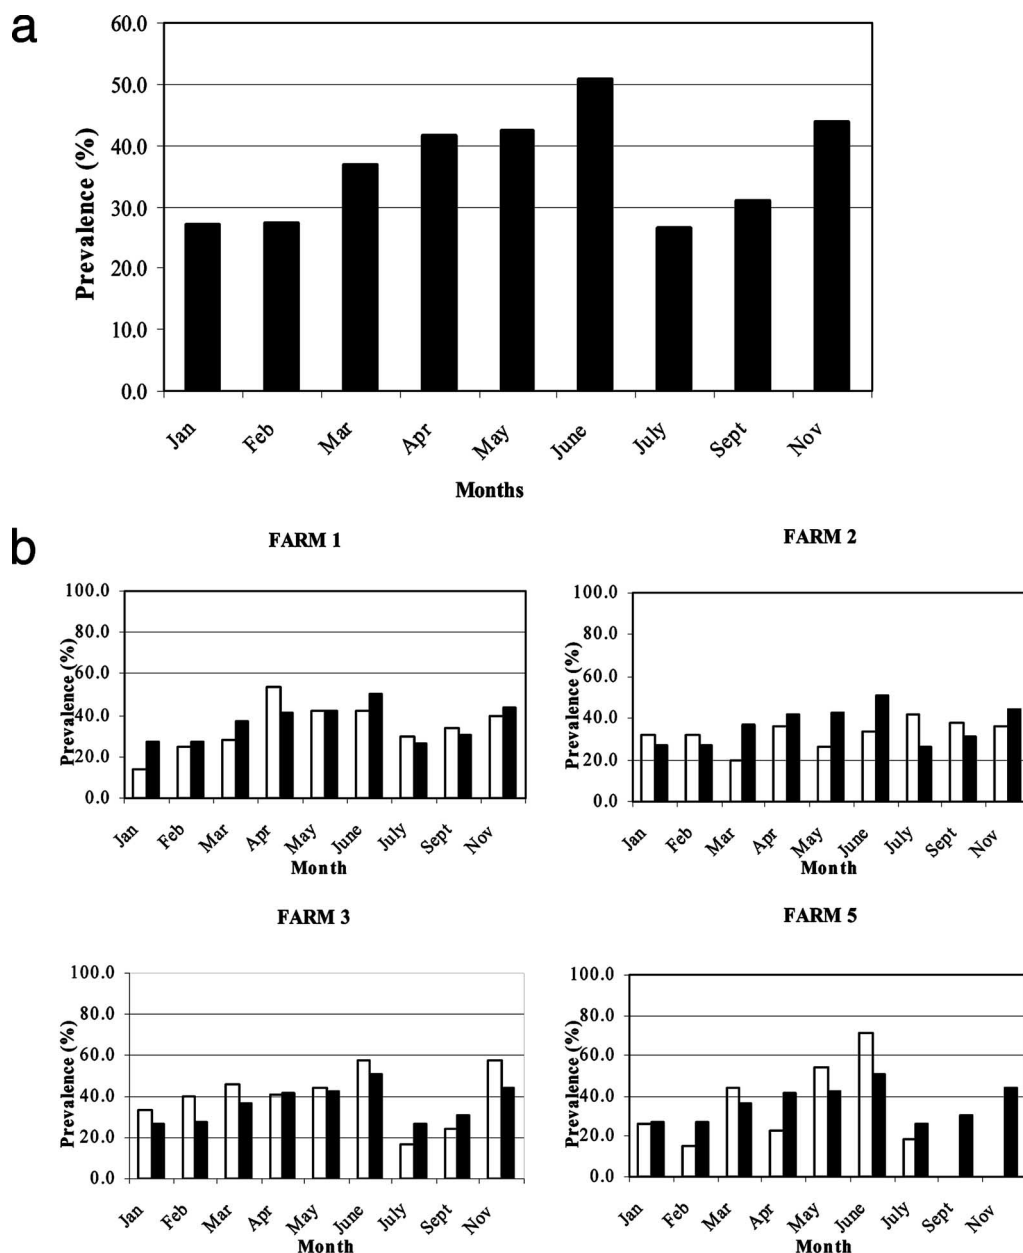 a
60.0
50.0
40.0
30.0
20.0
10.0
0.0
Prevalence (%)
Jan Feb Mar Apr May June July Sept Nov
Months
b
FARM 1
100.0
80.0
60.0
40.0
20.0
0.0
Prevalence (%)
Jan Feb Mar Apr May June July Sept Nov
Month
FARM 2
100.0
80.0
60.0
40.0
20.0
0.0
Prevalence (%)
Jan Feb Mar Apr May June July Sept Nov
Month
FARM 3
100.0
80.0
60.0
40.0
20.0
0.0
Prevalence (%)
Jan Feb Mar Apr May June July Sept Nov
Month
FARM 5
100.0
80.0
60.0
40.0
20.0
0.0
Prevalence (%)
Jan Feb Mar Apr May June July Sept Nov
Month